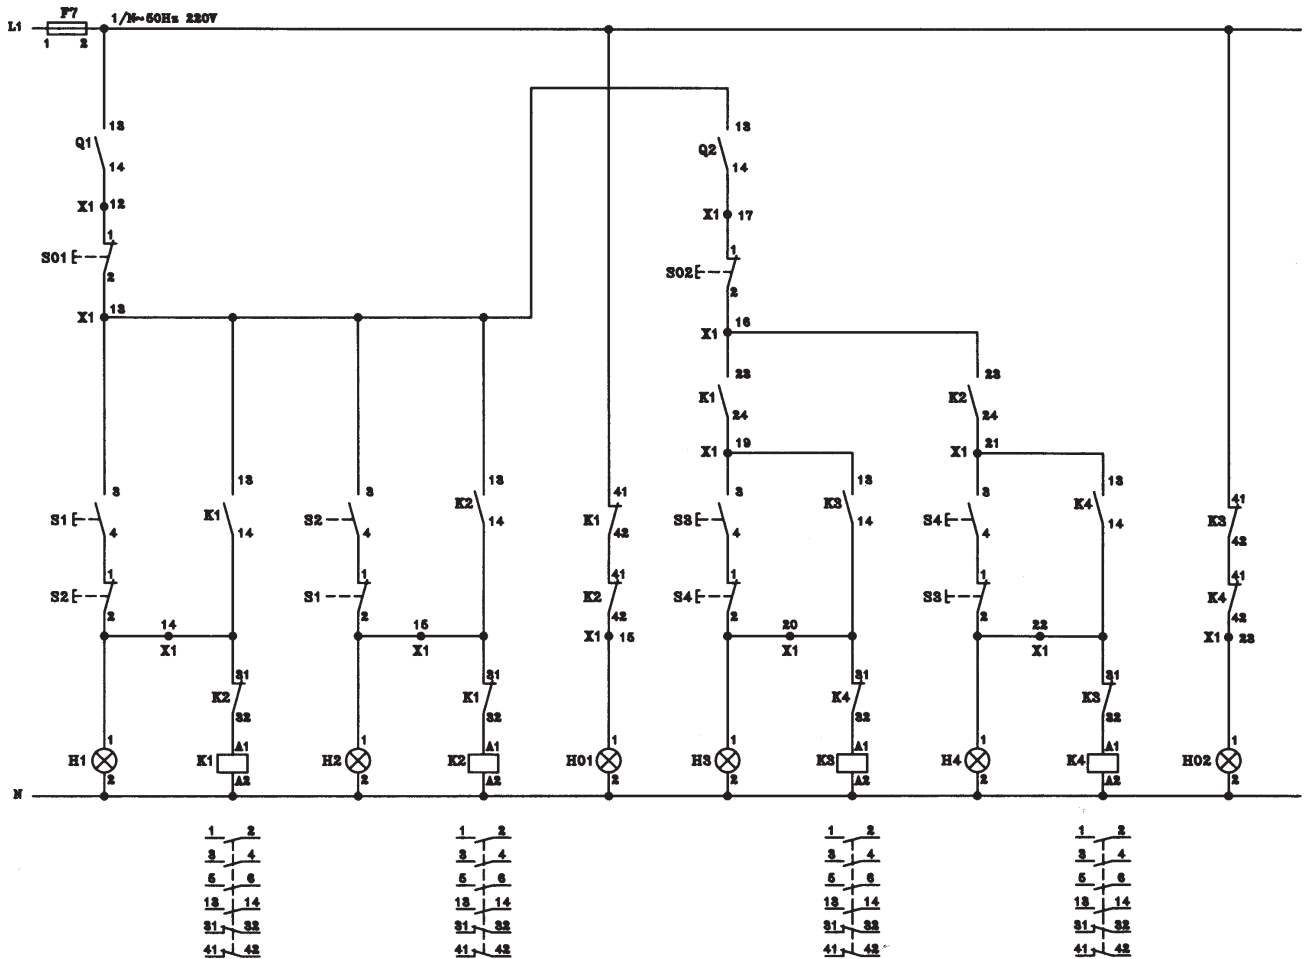 F7
L1
1/N~50Hz 220V
1 2
13 13
Q1 Q2
14 14
X1 12 X1 17
1 1
S01 S02
2 2
X1 13 X1 16
23 23
K1 K2
24 24
X1 19 X1 21
3 13 3 13 41 3 13 3 13 41
S1 K1 S2 K2 K1 S3 K3 S4 K4 K3
4 14 4 14 42 4 14 4 14 42
1 1 41 1 1 41
S2 S1 K2 S4 S3 K4
2 2 42 2 2 42
14 15 X1 15 20 22 X1 23
X1 X1 X1 X1
31 31 31 31
K2 K1 K4 K3
32 32 32 32
1 A1 1 A1 1 1 A1 1 A1 1
H1 K1 H2 K2 H01 H3 K3 H4 K4 H02
2 A2 2 A2 2 2 A2 2 A2 2
N
1 2 1 2 1 2 1 2
3 4 3 4 3 4 3 4
5 6 5 6 5 6 5 6
13 14 13 14 13 14 13 14
31 32 31 32 31 32 31 32
41 42 41 42 41 42 41 42